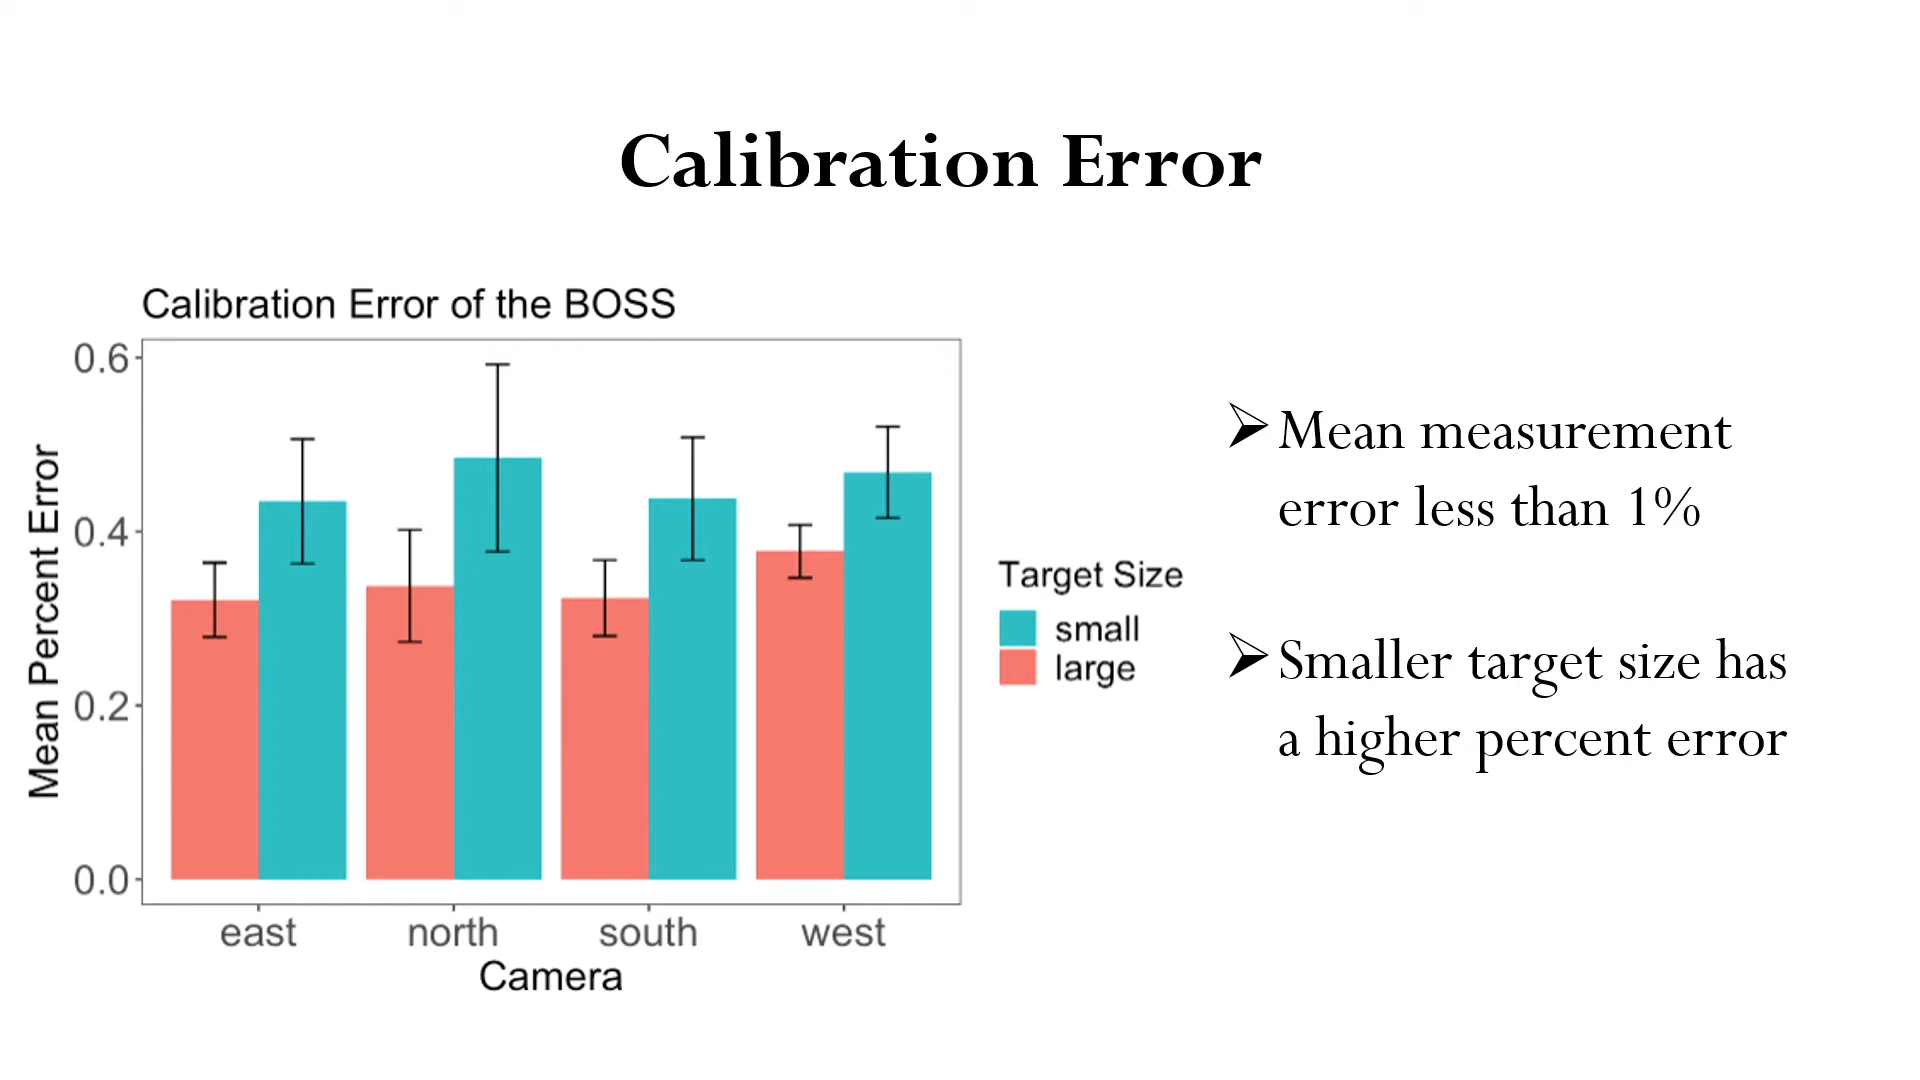 Calibration Error
Calibration Error of the BOSS
0.6
0.4
0.2
0.0
Mean Percent Error
east north south west
Camera
Target Size
small
large
➢ Mean measurement
error less than 1%
➢ Smaller target size has
a higher percent error